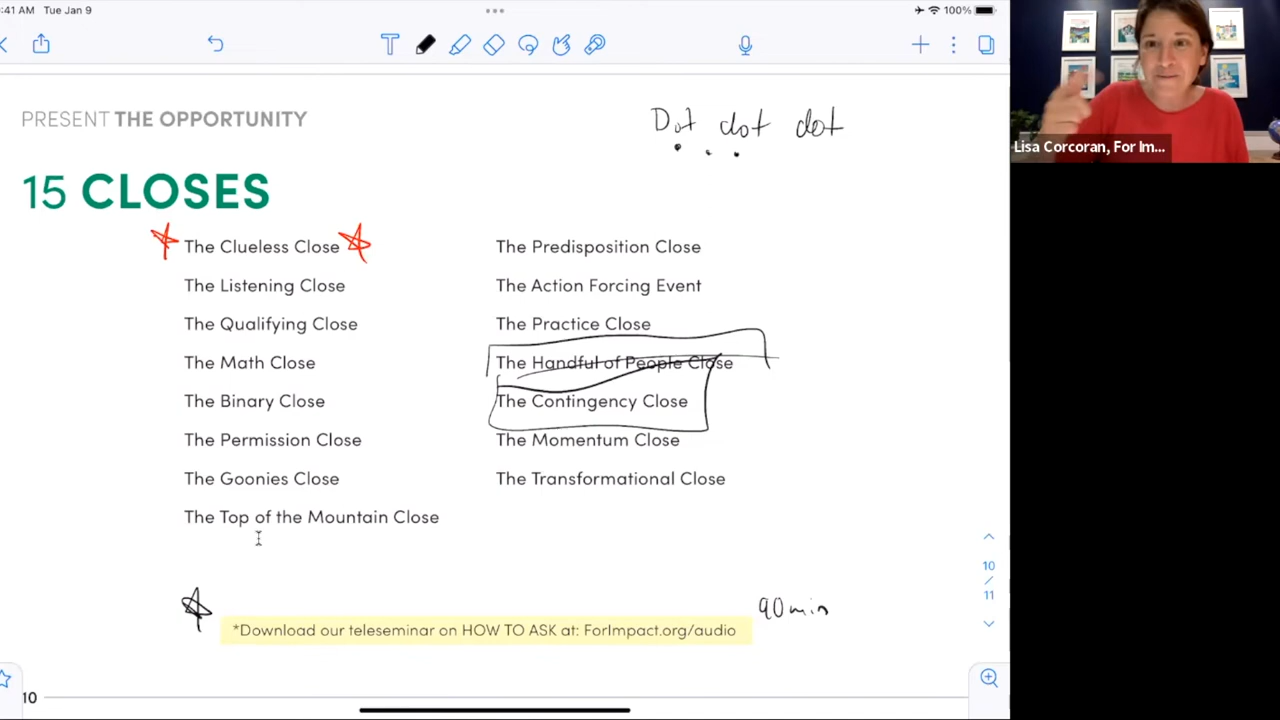 :41 AM Tue Jan 9
100%
T
Lisa Corcoran, For Im...
PRESENT THE OPPORTUNITY
Dot dot dot
15 CLOSES
The Clueless Close
The Listening Close
The Qualifying Close
The Math Close
The Binary Close
The Permission Close
The Goonies Close
The Top of the Mountain Close
The Predisposition Close
The Action Forcing Event
The Practice Close
The Handful of People Close
The Contingency Close
The Momentum Close
The Transformational Close
90 min
*Download our teleseminar on HOW TO ASK at: ForImpact.org/audio
10
/
11
10